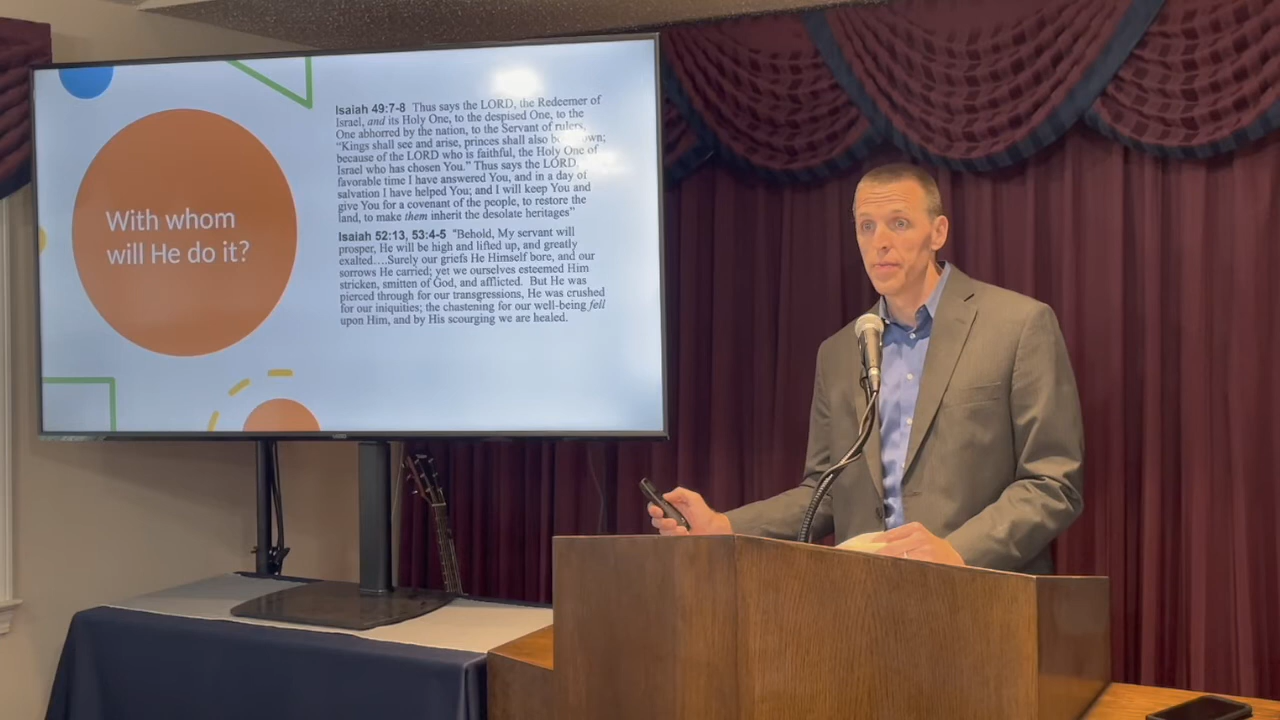 With whom
will He do it?
Isaiah 49:7-8 Thus says the LORD, the Redeemer of
Israel, and its Holy One, to the despised One, to the
One abhorred by the nation, to the Servant of rulers,
"Kings shall see and arise, princes shall also
because of the LORD who is faithful, the Holy One of
Israel who has chosen You." Thus says the LORD,
favorable time I have answered You, and in a day of
salvation I have helped You; and I will keep You and
give You for a covenant of the people, to restore the
land, to make them inherit the desolate heritages"
Isaiah 52:13, 53:4-5 "Behold, My servant will
prosper, He will be high and lifted up, and greatly
exalted....Surely our griefs He Himself bore, and our
sorrows He carried; yet we ourselves esteemed Him
stricken, smitten of God, and afflicted. But He was
pierced through for our transgressions, He was crushed
for our iniquities; the chastening for our well-being fell
upon Him, and by His scourging we are healed.